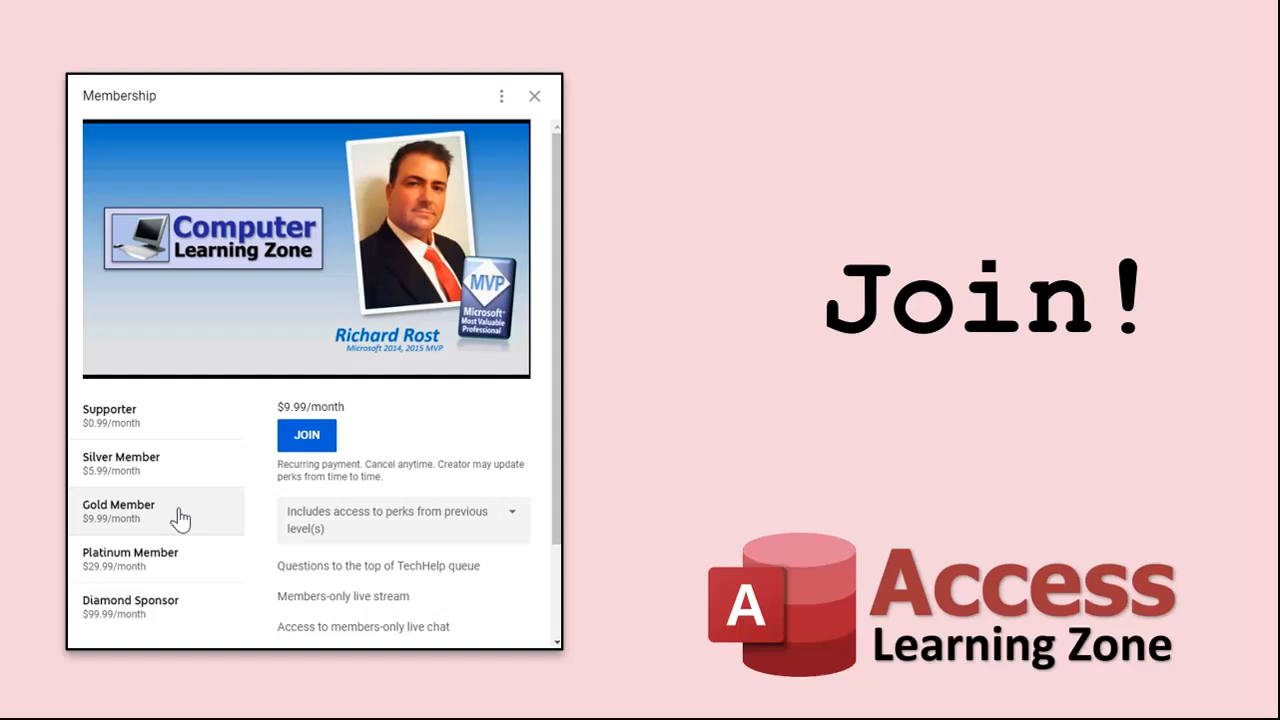 Membership
Computer
Learning Zone
MVP
Microsoft®
Most Valuable
Professional
Richard Rost
Microsoft 2014, 2015 MVP
Supporter
$0.99/month
Silver Member
$5.99/month
Gold Member
$9.99/month
Platinum Member
$29.99/month
Diamond Sponsor
$99.99/month
$9.99/month
JOIN
Recurring payment. Cancel anytime. Creator may update
perks from time to time.
Includes access to perks from previous
level(s)
Questions to the top of TechHelp queue
Members-only live stream
Access to members-only live chat
Join!
A
Access
Learning Zone